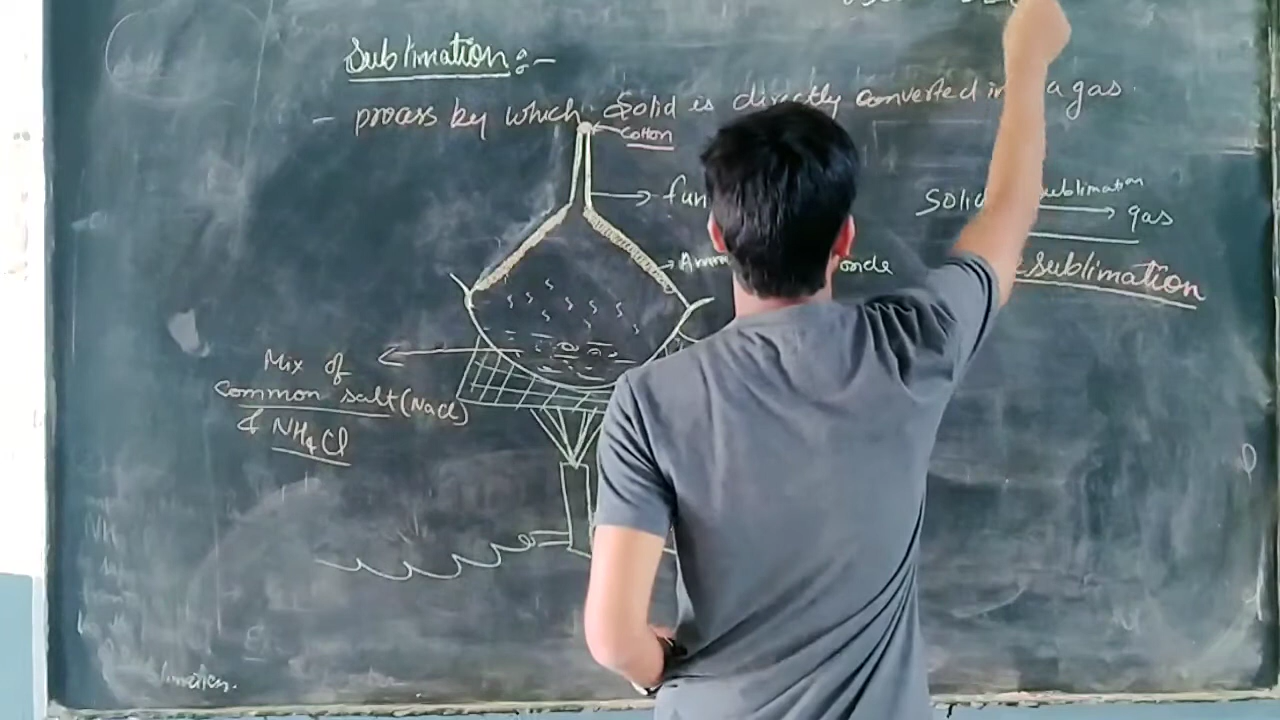 Sublimation :-
- process by which Solid is directly converted in a gas.
Cotton
fun
Solid sublimation gas
Amm onde
sublimation
Mix of
common salt (NaCl)
& NH4Cl